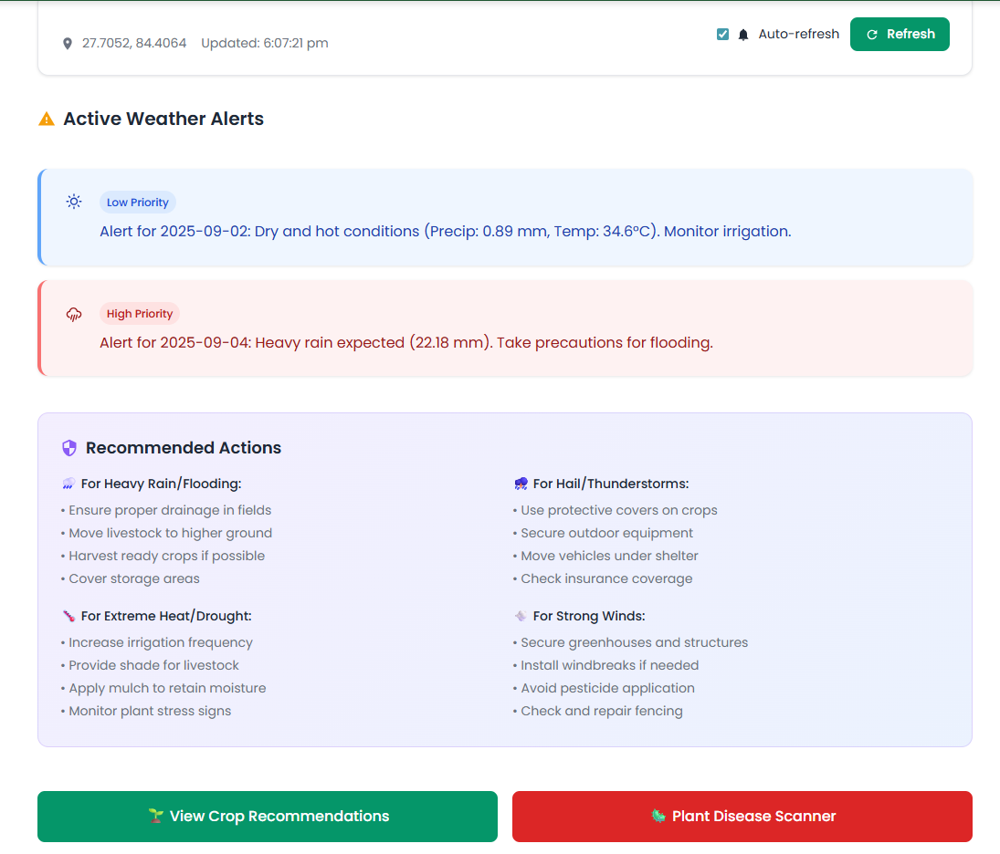 27.7052, 84.4064 Updated: 6:07:21 pm
Auto-refresh
Refresh
Active Weather Alerts
Low Priority
Alert for 2025-09-02: Dry and hot conditions (Precip: 0.89 mm, Temp: 34.6°C). Monitor irrigation.
High Priority
Alert for 2025-09-04: Heavy rain expected (22.18 mm). Take precautions for flooding.
Recommended Actions
For Heavy Rain/Flooding:
• Ensure proper drainage in fields
• Move livestock to higher ground
• Harvest ready crops if possible
• Cover storage areas
For Hail/Thunderstorms:
• Use protective covers on crops
• Secure outdoor equipment
• Move vehicles under shelter
• Check insurance coverage
For Extreme Heat/Drought:
• Increase irrigation frequency
• Provide shade for livestock
• Apply mulch to retain moisture
• Monitor plant stress signs
For Strong Winds:
• Secure greenhouses and structures
• Install windbreaks if needed
• Avoid pesticide application
• Check and repair fencing
View Crop Recommendations
Plant Disease Scanner